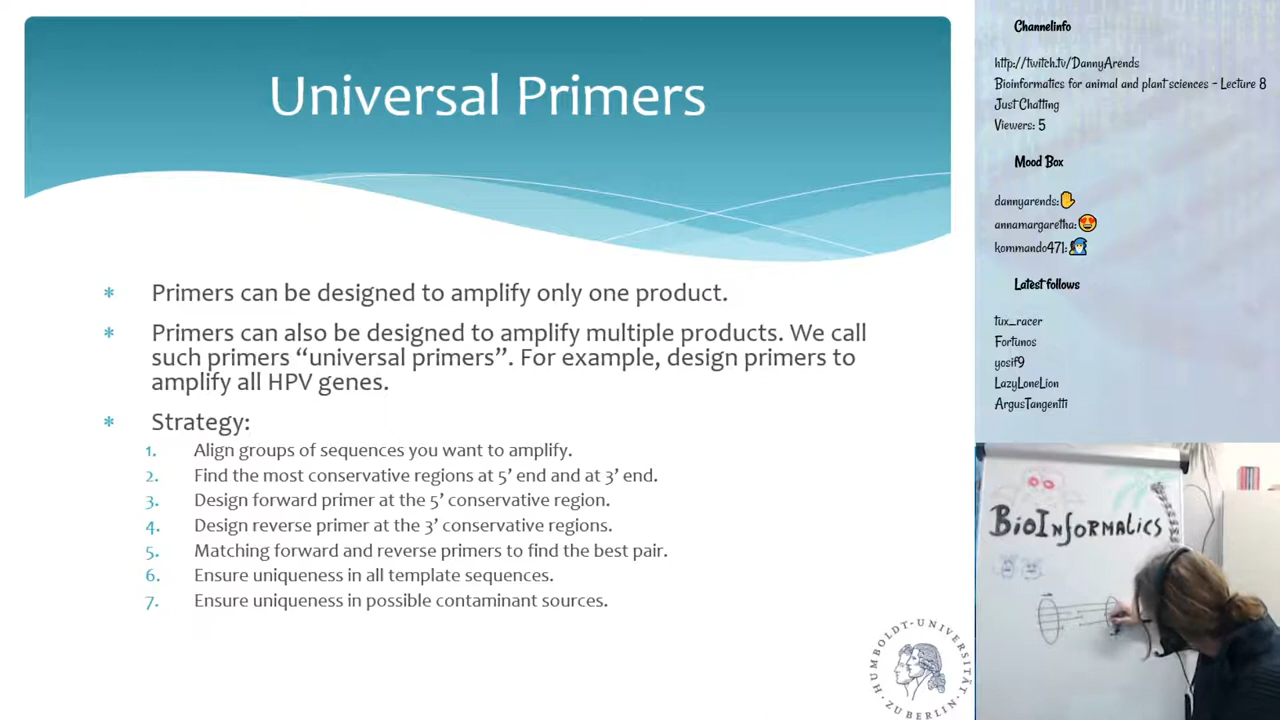 Universal Primers
* Primers can be designed to amplify only one product.
* Primers can also be designed to amplify multiple products. We call
such primers “universal primers”. For example, design primers to
amplify all HPV genes.
* Strategy:
1. Align groups of sequences you want to amplify.
2. Find the most conservative regions at 5’ end and at 3’ end.
3. Design forward primer at the 5’ conservative region.
4. Design reverse primer at the 3’ conservative regions.
5. Matching forward and reverse primers to find the best pair.
6. Ensure uniqueness in all template sequences.
7. Ensure uniqueness in possible contaminant sources.
HUMBOLDT-UNIVERSITÄT
ZU BERLIN
Channelinfo
http://twitch.tv/DannyArends
Bioinformatics for animal and plant sciences - Lecture 8
Just Chatting
Viewers: 5
Mood Box
dannyarends:✋
annamargaretha:😍
kommando471:
Latest follows
tux_racer
Fortunos
yosif9
LazyLoneLion
ArgusTangentti
BioInformatics